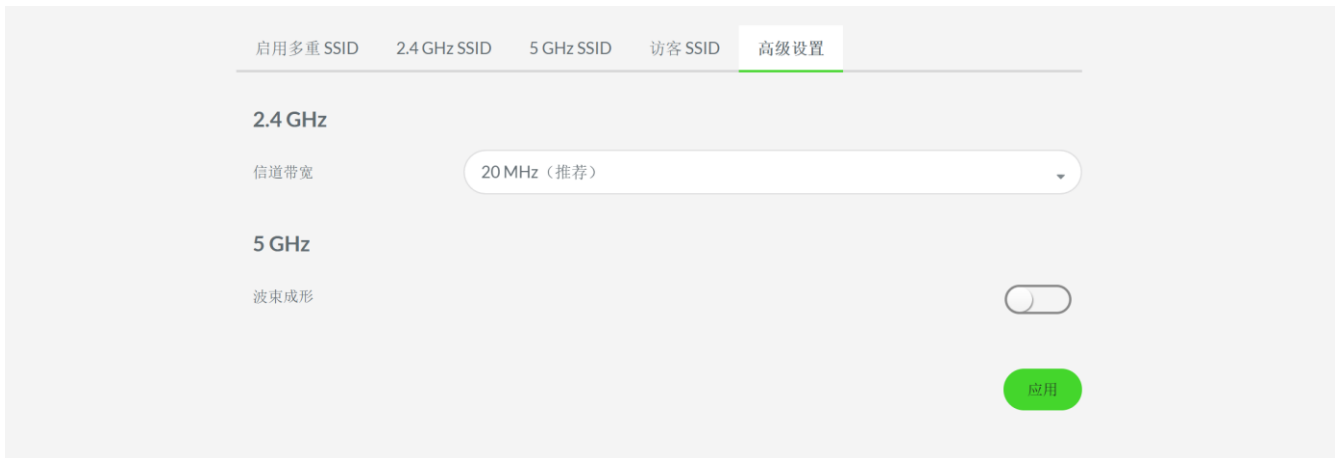 启用多重 SSID 2.4 GHz SSID 5 GHz SSID 访客 SSID 高级设置
2.4 GHz
信道带宽 20 MHz（推荐）
5 GHz
波束成形
应用